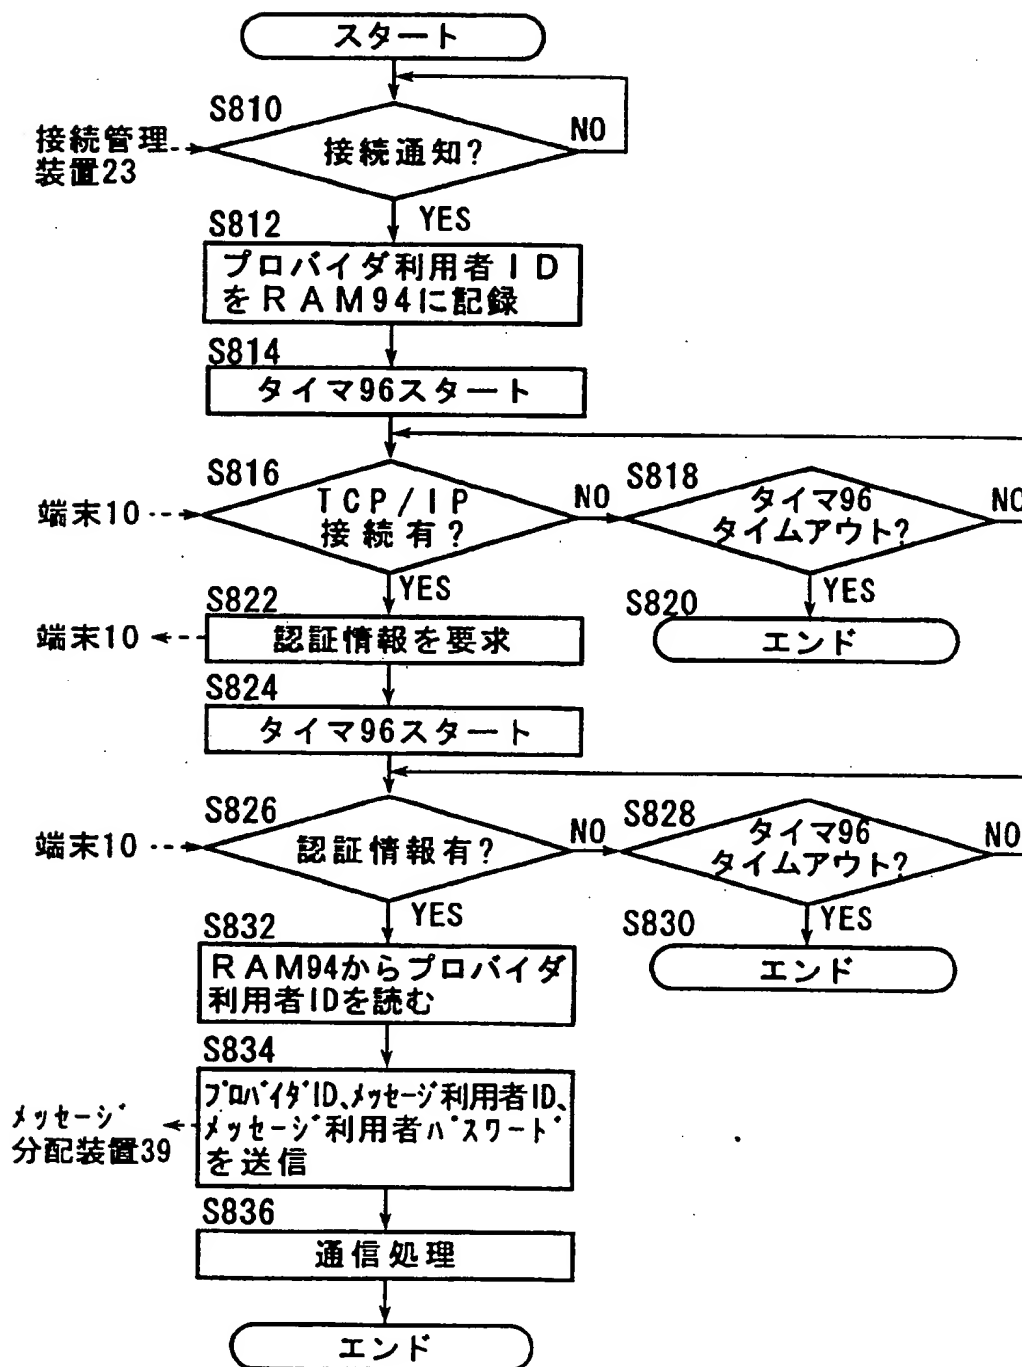 スタート
S810
接続管理
装置23
接続通知?
NO
YES
S812
プロバイダ利用者ID
をRAM94に記録
S814
タイマ96スタート
S816
端末10
TCP/IP
接続有?
NO
S818
タイマ96
タイムアウト?
NO
YES
YES
S820
エンド
S822
端末10
認証情報を要求
S824
タイマ96スタート
S826
端末10
認証情報有?
NO
S828
タイマ96
タイムアウト?
NO
YES
YES
S830
エンド
S832
RAM94からプロバイダ
利用者IDを読む
S834
プロバイダID、メッセージ利用者ID、
メッセージ利用者パスワード
を送信
メッセージ
分配装置39
S836
通信処理
エンド